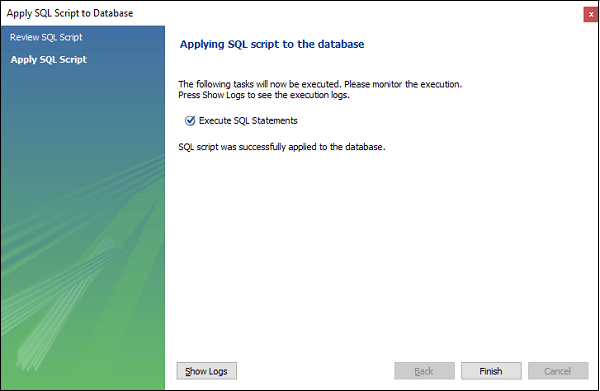 Apply SQL Script to Database
x
Review SQL Script
Apply SQL Script
Applying SQL script to the database
The following tasks will now be executed. Please monitor the execution.
Press Show Logs to see the execution logs.
Execute SQL Statements
SQL script was successfully applied to the database.
Show Logs
Back
Finish
Cancel